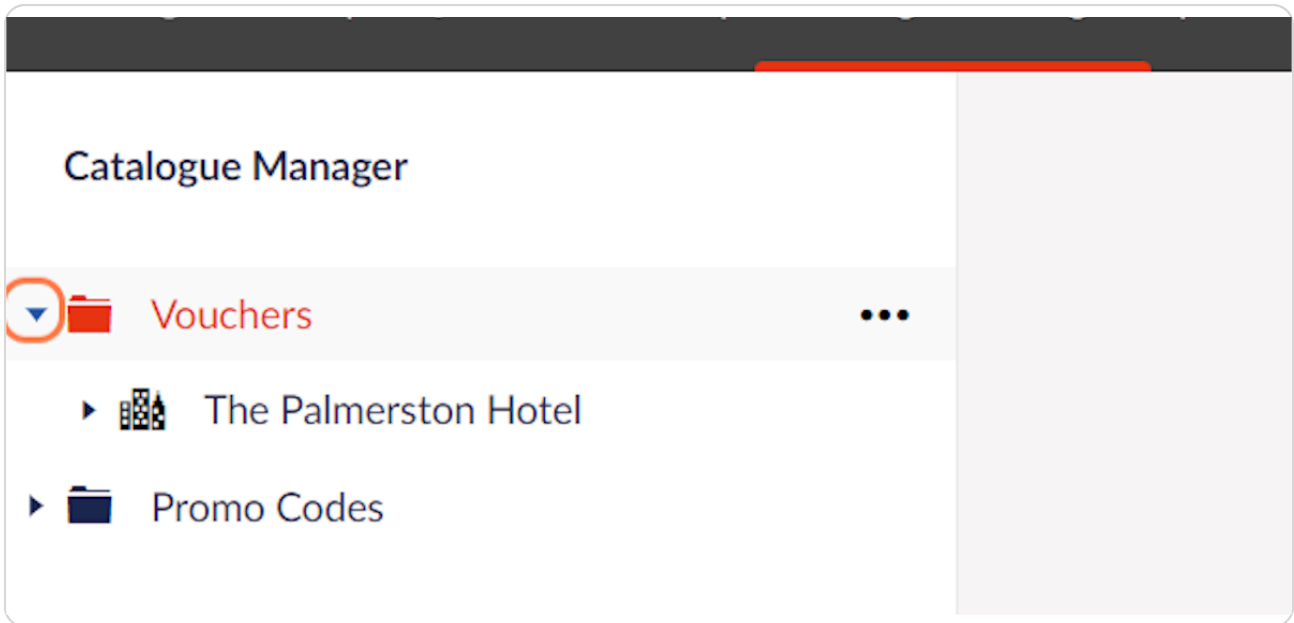 Catalogue Manager
Vouchers
The Palmerston Hotel
Promo Codes